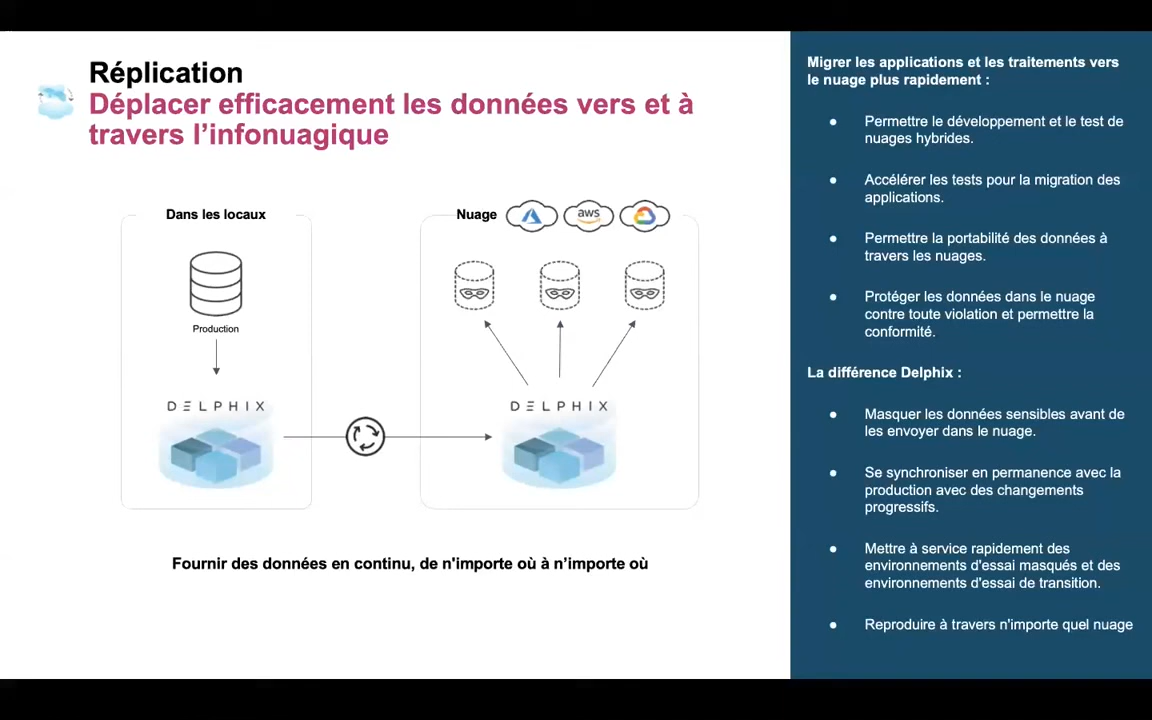 Réplication
Déplacer efficacement les données vers et à
travers l’infonuagique
Dans les locaux
Production
DELPHIX
Nuage
aws
DELPHIX
Fournir des données en continu, de n'importe où à n’importe où
Migrer les applications et les traitements vers
le nuage plus rapidement :
● Permettre le développement et le test de
nuages hybrides.
● Accélérer les tests pour la migration des
applications.
● Permettre la portabilité des données à
travers les nuages.
● Protéger les données dans le nuage
contre toute violation et permettre la
conformité.
La différence Delphix :
● Masquer les données sensibles avant de
les envoyer dans le nuage.
● Se synchroniser en permanence avec la
production avec des changements
progressifs.
● Mettre à service rapidement des
environnements d'essai masqués et des
environnements d'essai de transition.
● Reproduire à travers n'importe quel nuage